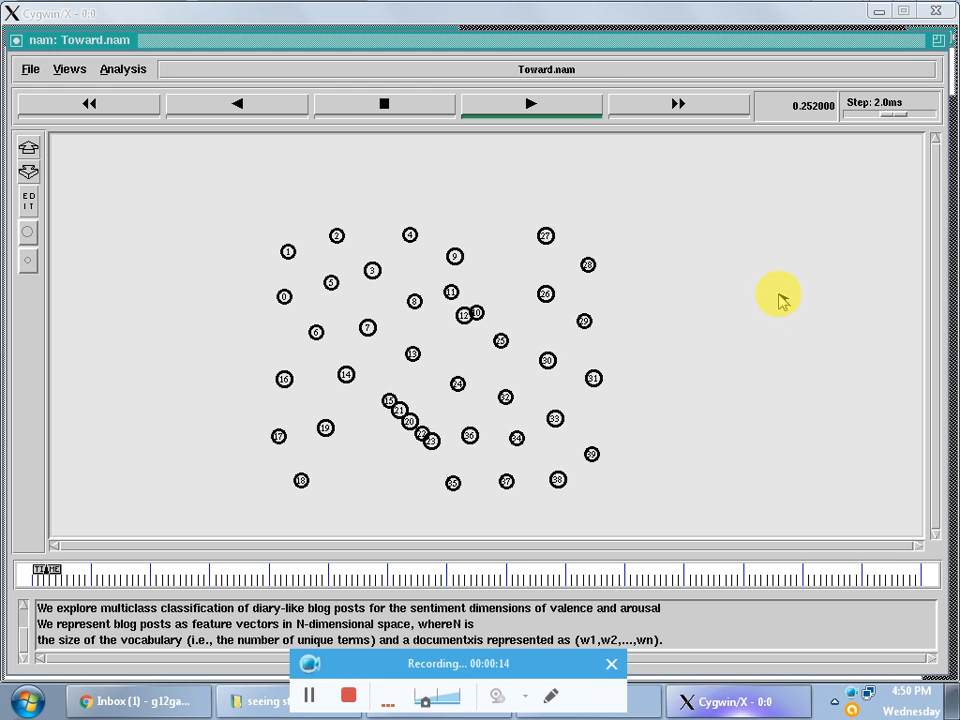 Cygwin/X - 0:0
nam: Toward.nam
File Views Analysis Toward.nam
0.252000 Step: 2.0ms
ED
IT
2 4 27
1
9
28
3
5
0 11 26
8
12 10
29
6 7
25
13
30
16 14 31
24
15 32
21
20 33
19
17 22 36
23 34
39
18 35 37 38
TIME
We explore multiclass classification of diary-like blog posts for the sentiment dimensions of valence and arousal
We represent blog posts as feature vectors in N-dimensional space, whereN is
the size of the vocabulary (i.e., the number of unique terms) and a documentxis represented as (w1,w2,...,wn).
Recording... 00:00:14
Inbox (1) - g12ga...
seeing st
Cygwin/X - 0:0
4:50 PM
Wednesday